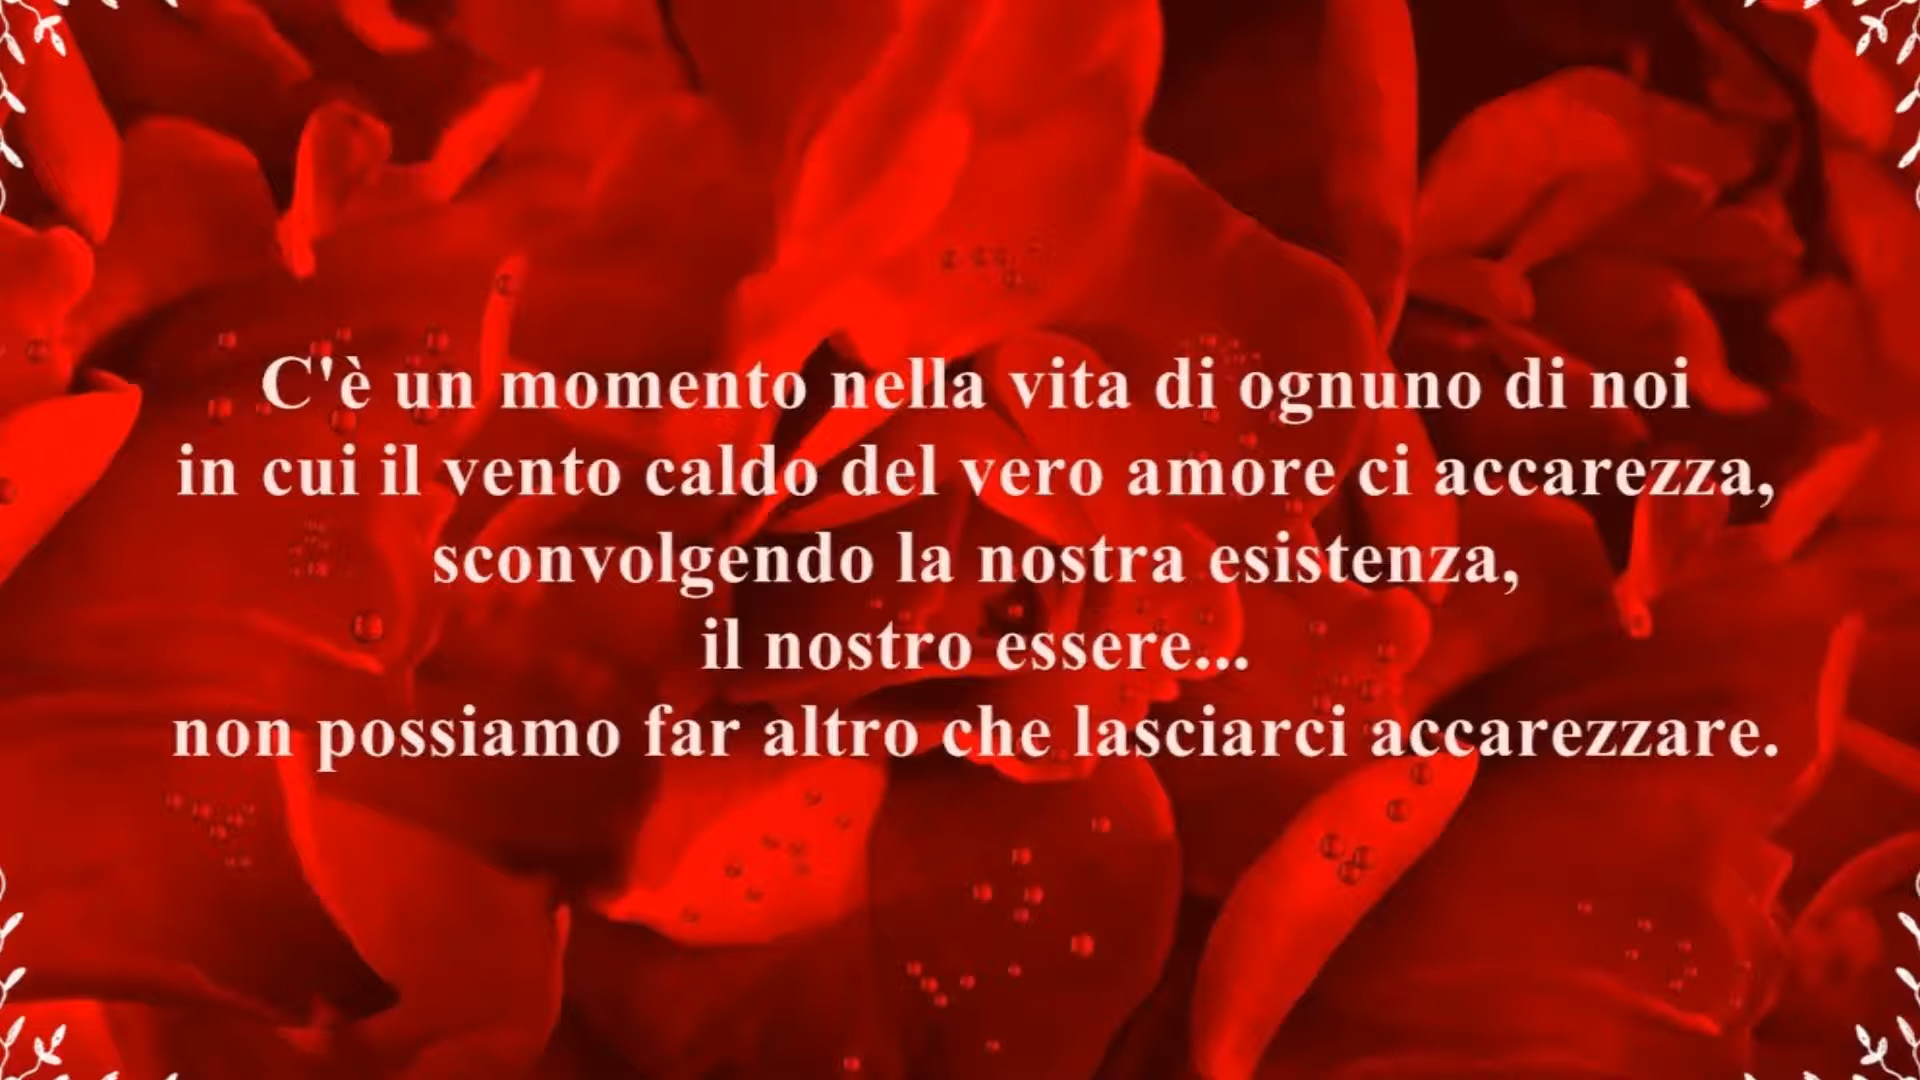 C'è un momento nella vita di ognuno di noi
in cui il vento caldo del vero amore ci accarezza,
sconvolgendo la nostra esistenza,
il nostro essere...
non possiamo far altro che lasciarci accarezzare.